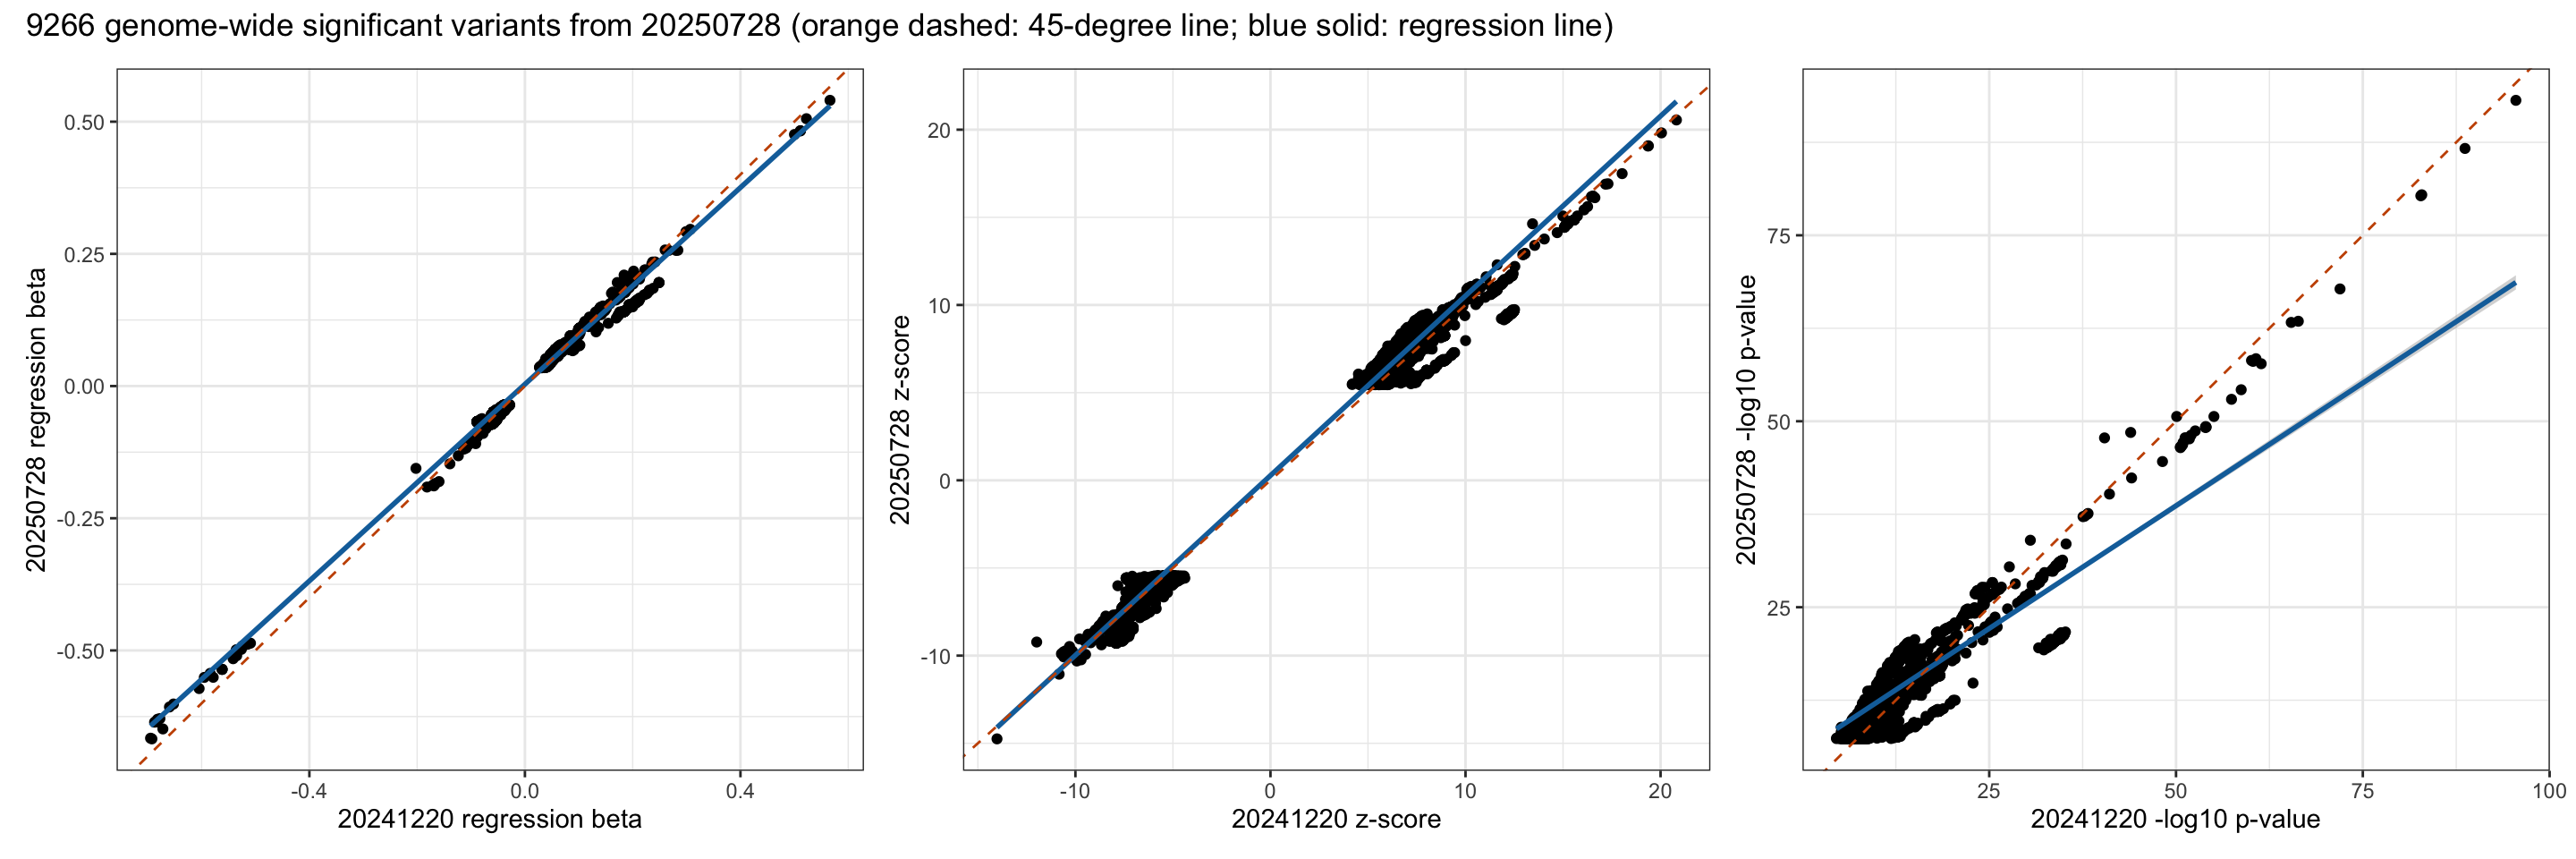 9266 genome-wide significant variants from 20250728 (orange dashed: 45-degree line; blue solid: regression line)
20250728 regression beta
0.50
0.25
0.00
-0.25
-0.50
-0.4 0.0 0.4
20241220 regression beta
20250728 z-score
20
10
0
-10
-10 0 10 20
20241220 z-score
20250728 -log10 p-value
75
50
25
25 50 75 100
20241220 -log10 p-value